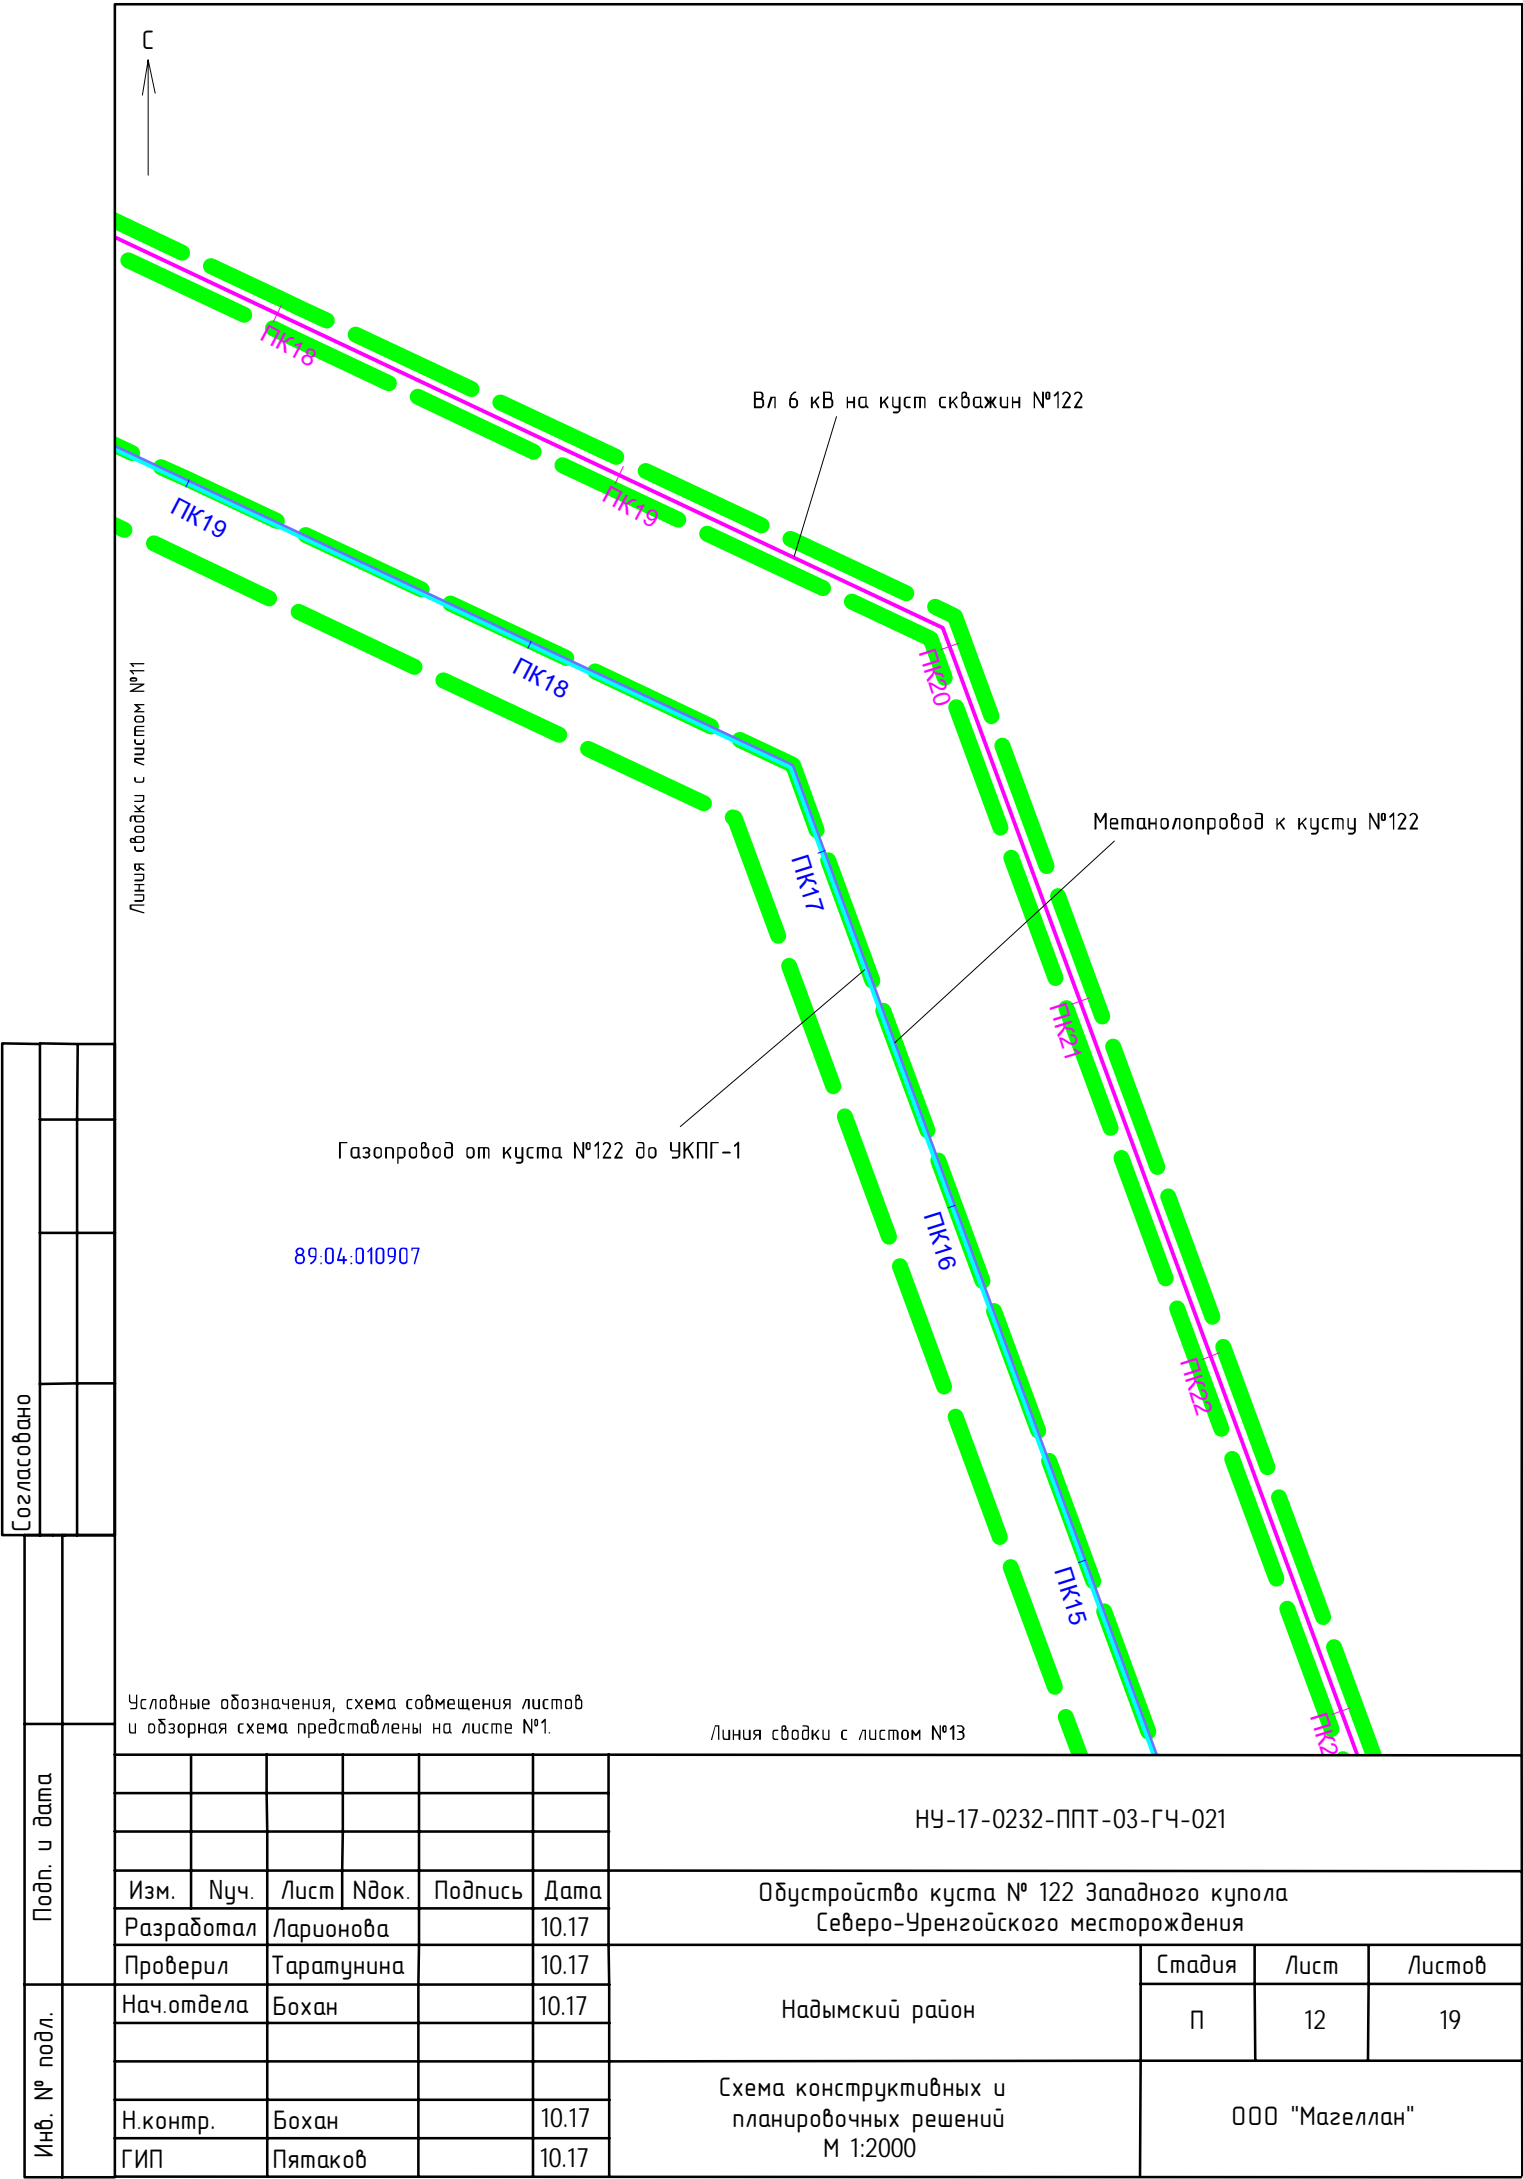 С
ПК18
Вл 6 кВ на куст скважин №122
ПК19
ПК19
ПК18
ПК20
Линия сводки с листом №11
Метанолопровод к кусту №122
ПК17
ПК21
Газопровод от куста №122 до УКПГ-1
ПК16
89:04:010907
ПК22
ПК15
Согласовано
Условные обозначения, схема совмещения листов
и обзорная схема представлены на листе №1.
Линия сводки с листом №13
ПК2
Подп. и дата
Инв. № подл.
НУ-17-0232-ППТ-03-ГЧ-021
Изм. Nуч. Лист Nдок. Подпись Дата
Обустройство куста № 122 Западного купола
Северо-Уренгойского месторождения
Разработал Ларионова 10.17
Проверил Таратунина 10.17
Нач.отдела Бохан 10.17
Надымский район
Стадия Лист Листов
П 12 19
Н.контр. Бохан 10.17
ГИП Пятаков 10.17
Схема конструктивных и
планировочных решений
М 1:2000
ООО "Магеллан"